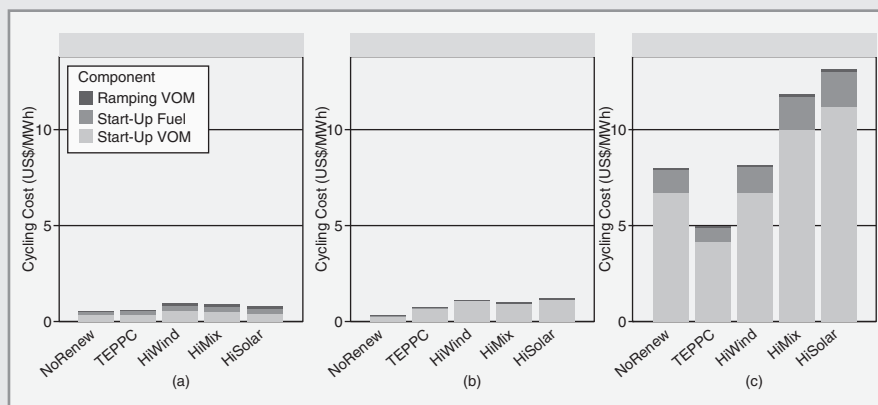 Component
Ramping VOM
Start-Up Fuel
Start-Up VOM
Cycling Cost (US$/MWh)
10
5
0
NoRenew
TEPPC
HiWind
HiMix
HiSolar
(a)
Cycling Cost (US$/MWh)
10
5
0
NoRenew
TEPPC
HiWind
HiMix
HiSolar
(b)
Cycling Cost (US$/MWh)
10
5
0
NoRenew
TEPPC
HiWind
HiMix
HiSolar
(c)